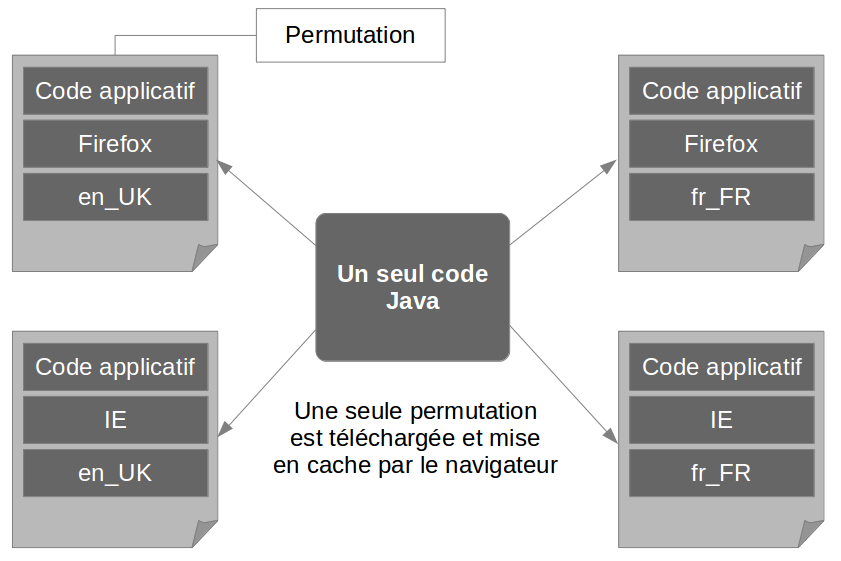 Permutation
Code applicatif
Firefox
en_UK
Code applicatif
Firefox
fr_FR
Un seul code
Java
Code applicatif
IE
en_UK
Une seule permutation
est téléchargée et mise
en cache par le navigateur
Code applicatif
IE
fr_FR